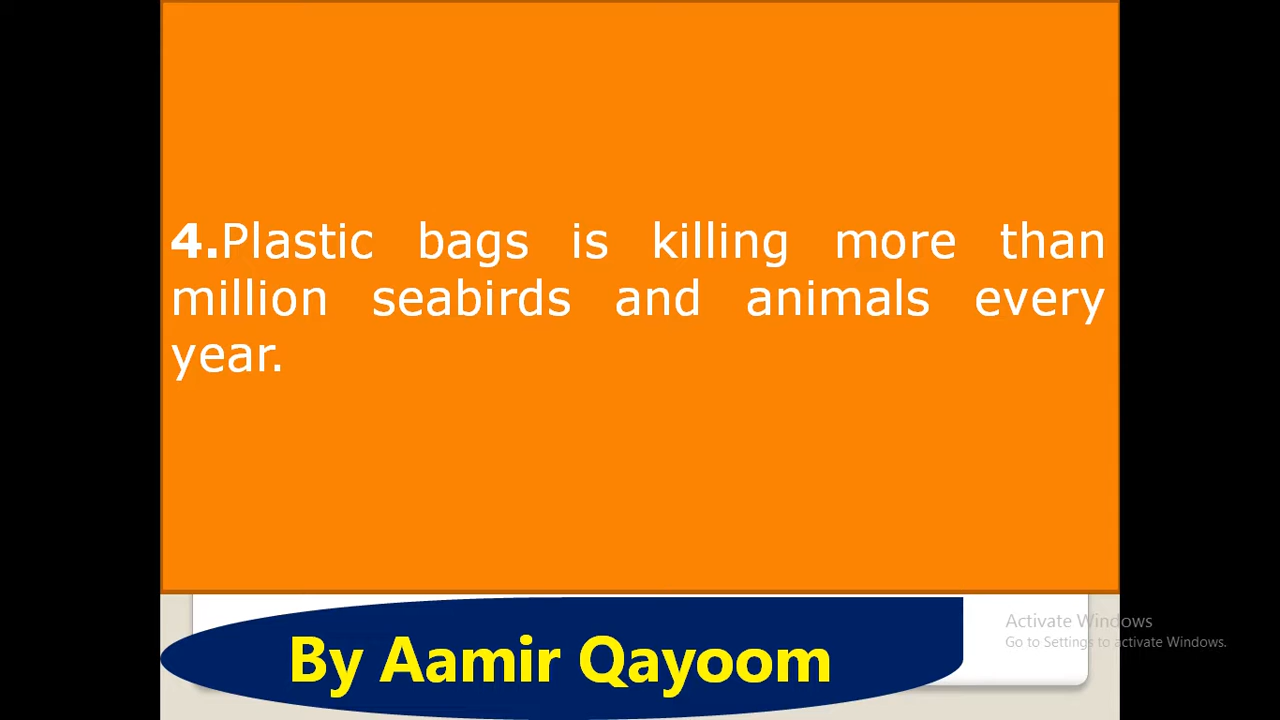 4.Plastic bags is killing more than
million seabirds and animals every
year.
By Aamir Qayoom
Activate Windows
Go to Settings to activate Windows.